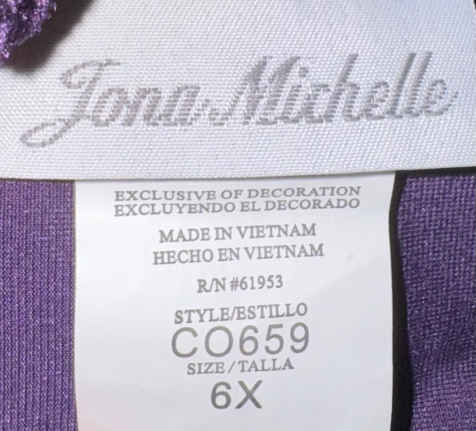 Jona Michelle
EXCLUSIVE OF DECORATION
EXCLUYENDO EL DECORADO
MADE IN VIETNAM
HECHO EN VIETNAM
R/N #61953
STYLE/ESTILLO
CO659
SIZE/TALLA
6X